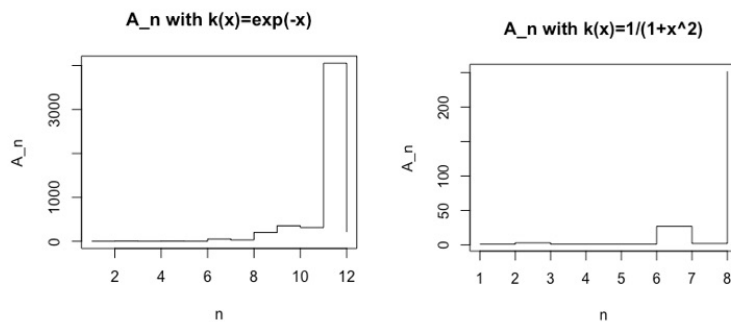 A_n with k(x)=exp(-x)
A_n
3000
1000
0
2 4 6 8 10 12
n
A_n with k(x)=1/(1+x^2)
A_n
200
100
50
0
1 2 3 4 5 6 7 8
n